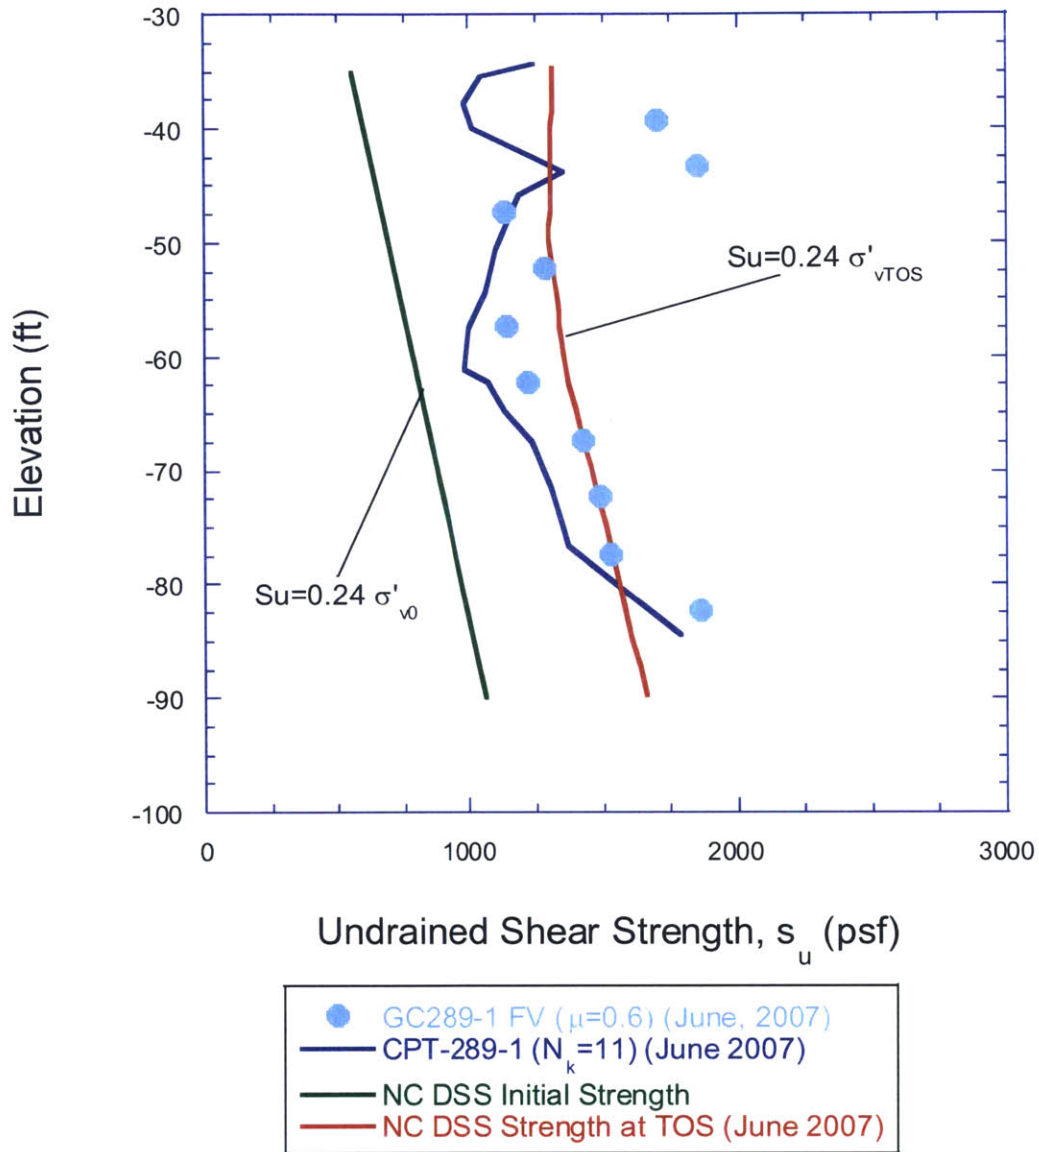 -30
-40
-50
-60
-70
-80
-90
-100
Elevation (ft)
Su=0.24 σ'vTOS
Su=0.24 σ'v0
0 1000 2000 3000
Undrained Shear Strength, su (psf)
GC289-1 FV (μ=0.6) (June, 2007)
CPT-289-1 (Nk=11) (June 2007)
NC DSS Initial Strength
NC DSS Strength at TOS (June 2007)